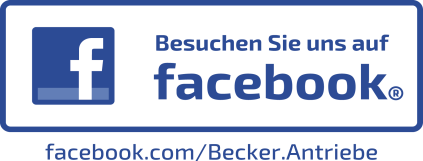 Besuchen Sie uns auf
facebook®
facebook.com/Becker.Antriebe